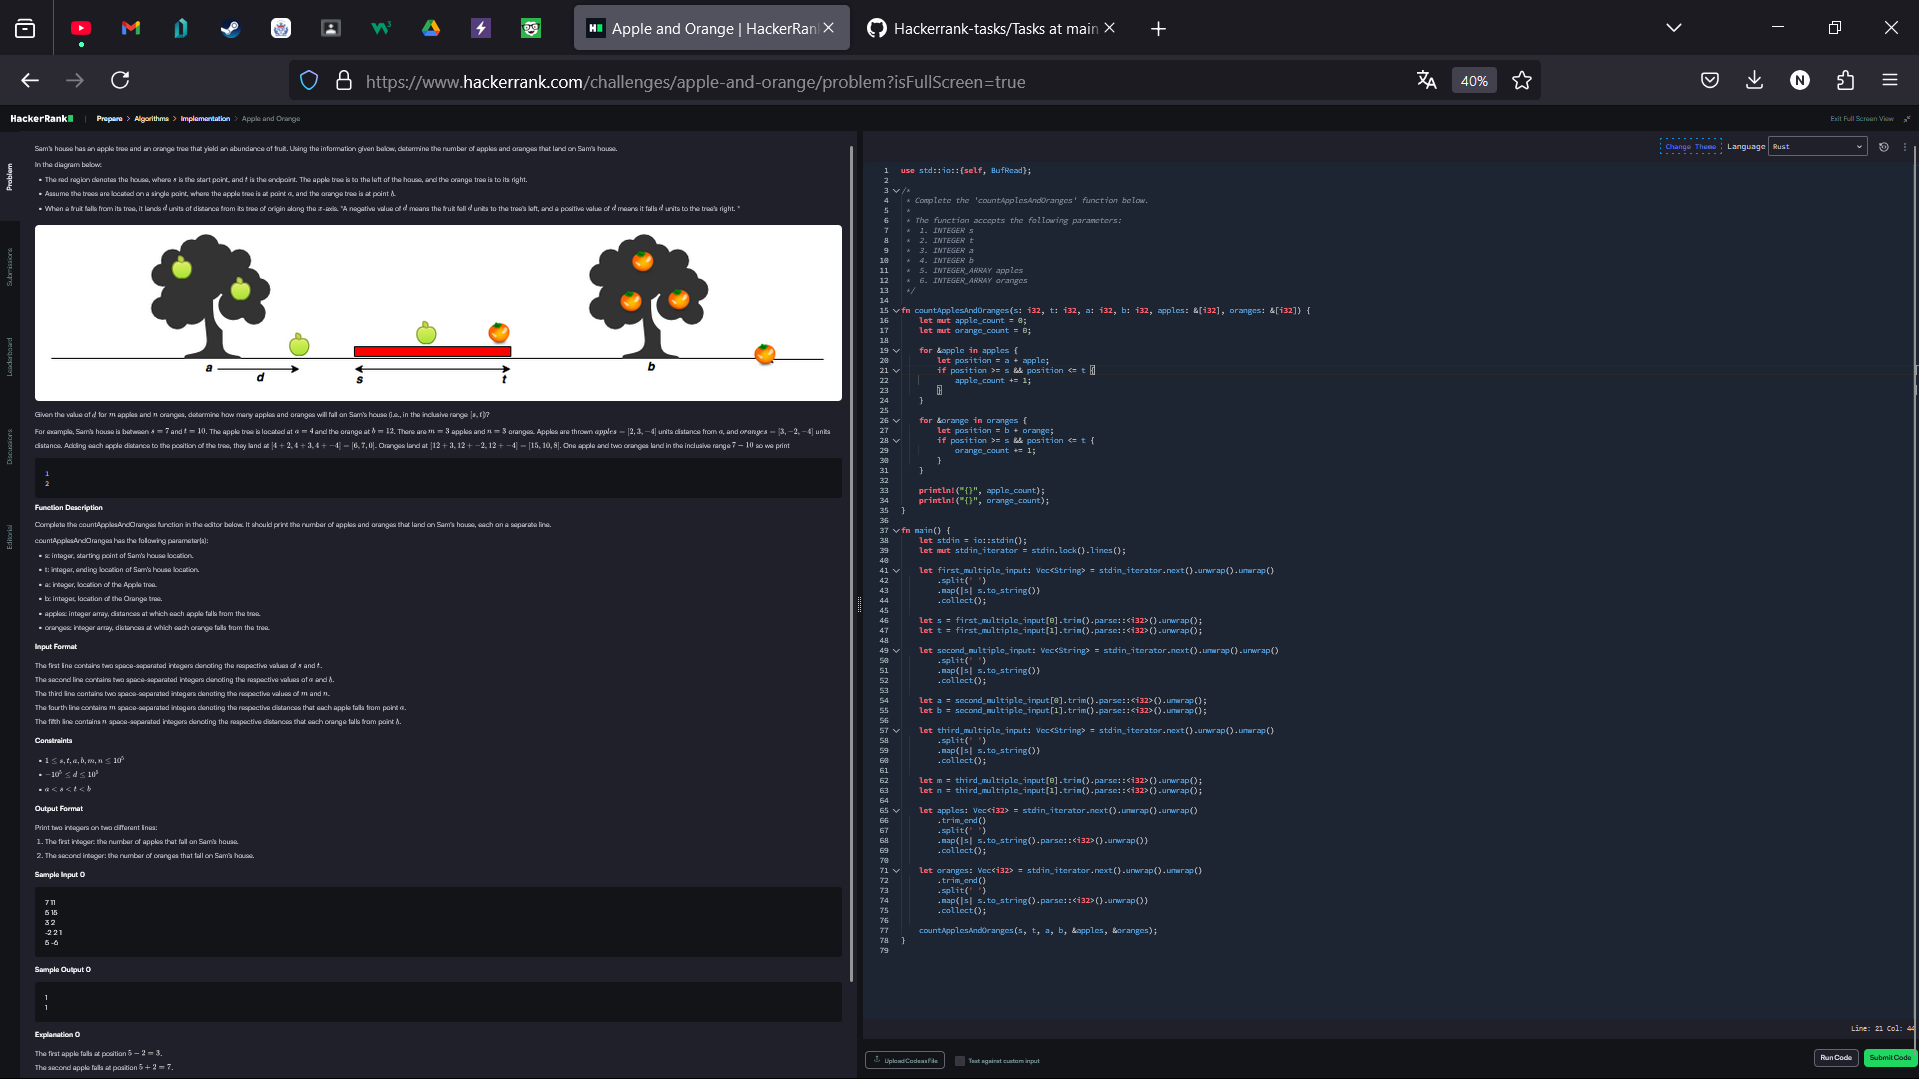 Apple and Orange | HackerRan
Hackerrank-tasks/Tasks at main
https://www.hackerrank.com/challenges/apple-and-orange/problem?isFullScreen=true
40%
N
HackerRank
Prepare > Algorithms > Implementation > Apple and Orange
Exit Full Screen View
Problem
Submissions
Leaderboard
Discussions
Editorial
Sam's house has an apple tree and an orange tree that yield an abundance of fruit. Using the information given below, determine the number of apples and oranges that land on Sam's house.
In the diagram below:
• The red region denotes the house, where s is the start point, and t is the endpoint. The apple tree is to the left of the house, and the orange tree is to its right.
• Assume the trees are located on a single point, where the apple tree is at point a, and the orange tree is at point b.
• When a fruit falls from its tree, it lands d units of distance from its tree of origin along the x-axis. *A negative value of d means the fruit fell d units to the tree's left, and a positive value of d means it falls d units to the tree's right. *
a
d
s
t
b
Given the value of d for m apples and n oranges, determine how many apples and oranges will fall on Sam's house (i.e., in the inclusive range [s, t])?
For example, Sam's house is between s = 7 and t = 10. The apple tree is located at a = 4 and the orange at b = 12. There are m = 3 apples and n = 3 oranges. Apples are thrown apples = [2, 3, −4] units distance from a, and oranges = [3, −2, −4] units
distance. Adding each apple distance to the position of the tree, they land at [4 + 2, 4 + 3, 4 + −4] = [6, 7, 0]. Oranges land at [12 + 3, 12 + −2, 12 + −4] = [15, 10, 8]. One apple and two oranges land in the inclusive range 7 − 10 so we print
1
2
Function Description
Complete the countApplesAndOranges function in the editor below. It should print the number of apples and oranges that land on Sam's house, each on a separate line.
countApplesAndOranges has the following parameter(s):
• s: integer, starting point of Sam's house location.
• t: integer, ending location of Sam's house location.
• a: integer, location of the Apple tree.
• b: integer, location of the Orange tree.
• apples: integer array, distances at which each apple falls from the tree.
• oranges: integer array, distances at which each orange falls from the tree.
Input Format
The first line contains two space-separated integers denoting the respective values of s and t.
The second line contains two space-separated integers denoting the respective values of a and b.
The third line contains two space-separated integers denoting the respective values of m and n.
The fourth line contains m space-separated integers denoting the respective distances that each apple falls from point a.
The fifth line contains n space-separated integers denoting the respective distances that each orange falls from point b.
Constraints
• 1 ≤ s, t, a, b, m, n ≤ 10⁵
• −10⁵ ≤ d ≤ 10⁵
• a < s < t < b
Output Format
Print two integers on two different lines:
1. The first integer: the number of apples that fall on Sam's house.
2. The second integer: the number of oranges that fall on Sam's house.
Sample Input 0
7 11
5 15
3 2
-2 2 1
5 -6
Sample Output 0
1
1
Explanation 0
The first apple falls at position 5 − 2 = 3.
The second apple falls at position 5 + 2 = 7.
Change Theme Language Rust
1 use std::io::{self, BufRead};
2
3 /*
4 * Complete the 'countApplesAndOranges' function below.
5 *
6 * The function accepts the following parameters:
7 * 1. INTEGER s
8 * 2. INTEGER t
9 * 3. INTEGER a
10 * 4. INTEGER b
11 * 5. INTEGER_ARRAY apples
12 * 6. INTEGER_ARRAY oranges
13 */
14
15 fn countApplesAndOranges(s: i32, t: i32, a: i32, b: i32, apples: &[i32], oranges: &[i32]) {
16 let mut apple_count = 0;
17 let mut orange_count = 0;
18
19 for &apple in apples {
20 let position = a + apple;
21 if position >= s && position <= t {
22 apple_count += 1;
23 }
24 }
25
26 for &orange in oranges {
27 let position = b + orange;
28 if position >= s && position <= t {
29 orange_count += 1;
30 }
31 }
32
33 println!("{}", apple_count);
34 println!("{}", orange_count);
35 }
36
37 fn main() {
38 let stdin = io::stdin();
39 let mut stdin_iterator = stdin.lock().lines();
40
41 let first_multiple_input: Vec<String> = stdin_iterator.next().unwrap().unwrap()
42 .split(' ')
43 .map(|s| s.to_string())
44 .collect();
45
46 let s = first_multiple_input[0].trim().parse::<i32>().unwrap();
47 let t = first_multiple_input[1].trim().parse::<i32>().unwrap();
48
49 let second_multiple_input: Vec<String> = stdin_iterator.next().unwrap().unwrap()
50 .split(' ')
51 .map(|s| s.to_string())
52 .collect();
53
54 let a = second_multiple_input[0].trim().parse::<i32>().unwrap();
55 let b = second_multiple_input[1].trim().parse::<i32>().unwrap();
56
57 let third_multiple_input: Vec<String> = stdin_iterator.next().unwrap().unwrap()
58 .split(' ')
59 .map(|s| s.to_string())
60 .collect();
61
62 let m = third_multiple_input[0].trim().parse::<i32>().unwrap();
63 let n = third_multiple_input[1].trim().parse::<i32>().unwrap();
64
65 let apples: Vec<i32> = stdin_iterator.next().unwrap().unwrap()
66 .trim_end()
67 .split(' ')
68 .map(|s| s.to_string().parse::<i32>().unwrap())
69 .collect();
70
71 let oranges: Vec<i32> = stdin_iterator.next().unwrap().unwrap()
72 .trim_end()
73 .split(' ')
74 .map(|s| s.to_string().parse::<i32>().unwrap())
75 .collect();
76
77 countApplesAndOranges(s, t, a, b, &apples, &oranges);
78 }
79
Line: 21 Col: 44
Upload Code as File
Test against custom input
Run Code
Submit Code